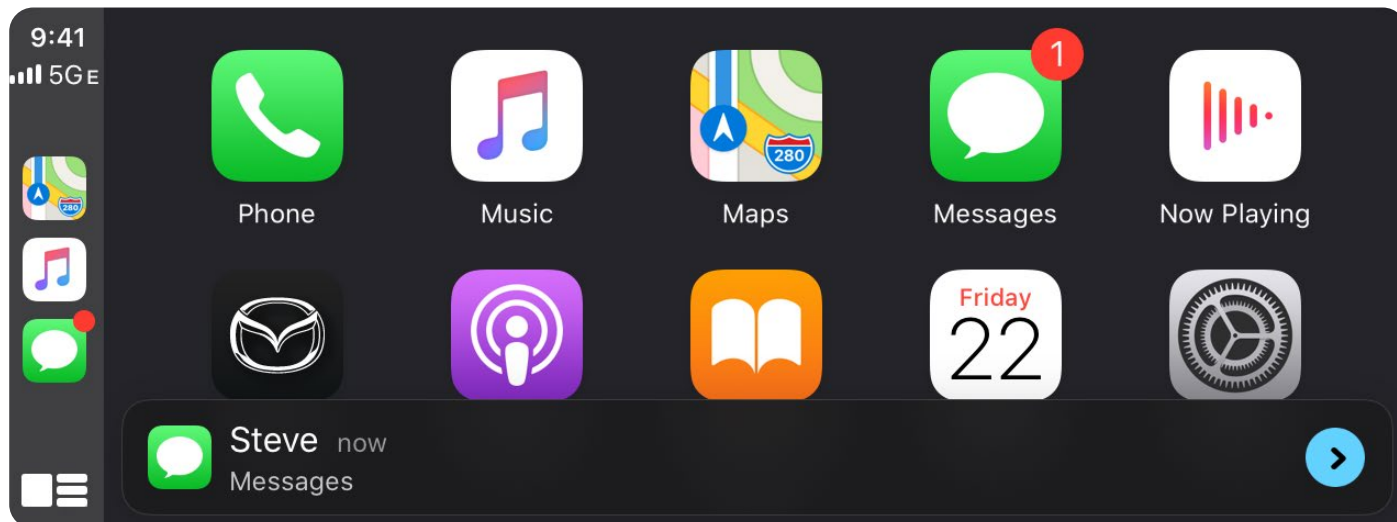 9:41
5GE
280
280
1
Phone
Music
Maps
Messages
Now Playing
Friday
22
Steve now
Messages